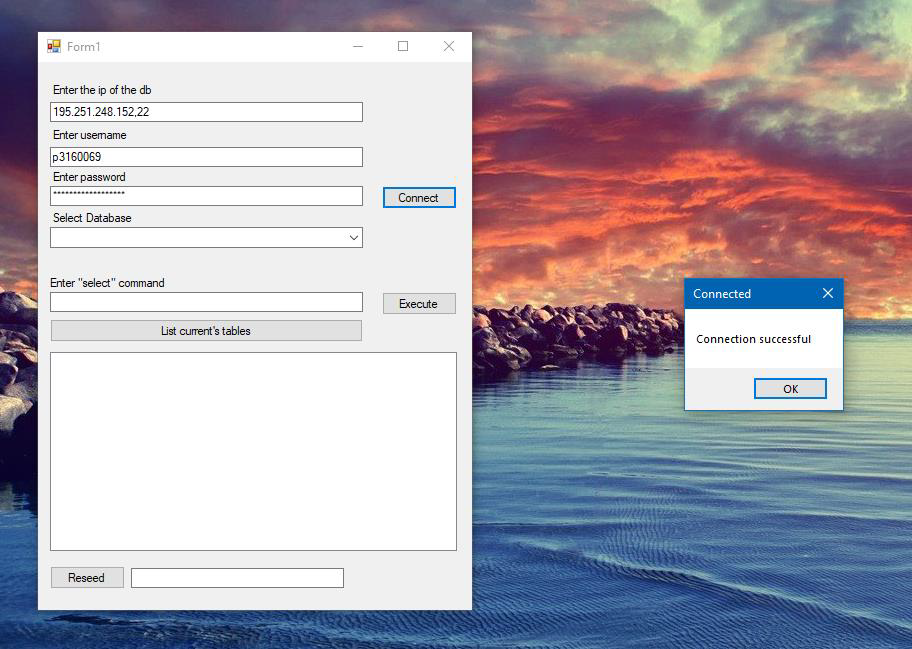 Form1
Enter the ip of the db
195.251.248.152,22
Enter username
p3160069
Enter password
******************
Connect
Select Database
Enter "select" command
Execute
List current's tables
Reseed
Connected
Connection successful
OK